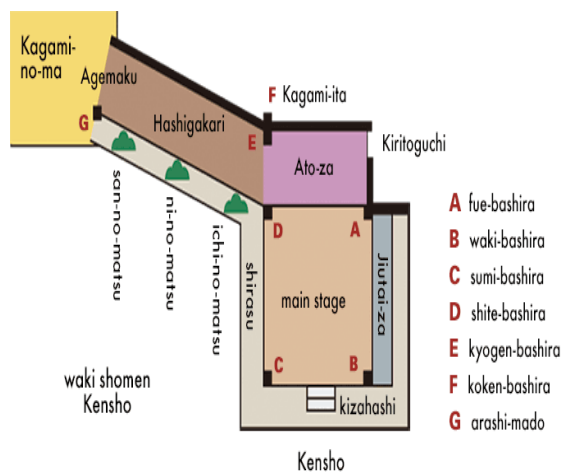 Kagami-
no-ma
Agemaku
G
Hashigakari
F Kagami-ita
E
Ato-za
Kiritoguchi
san-no-matsu
ni-no-matsu
ichi-no-matsu
shirasu
D
A
main stage
Jiutai-za
C
B
kizahashi
waki shomen
Kensho
Kensho
A fue-bashira
B waki-bashira
C sumi-bashira
D shite-bashira
E kyogen-bashira
F koken-bashira
G arashi-mado